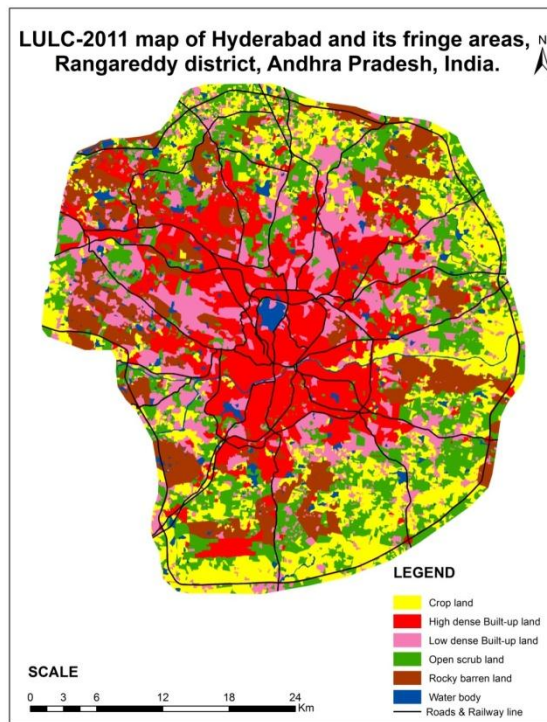 LULC-2011 map of Hyderabad and its fringe areas,
Rangareddy district, Andhra Pradesh, India.
N
LEGEND
Crop land
High dense Built-up land
Low dense Built-up land
Open scrub land
Rocky barren land
Water body
Roads & Railway line
SCALE
0 3 6 12 18 24
Km